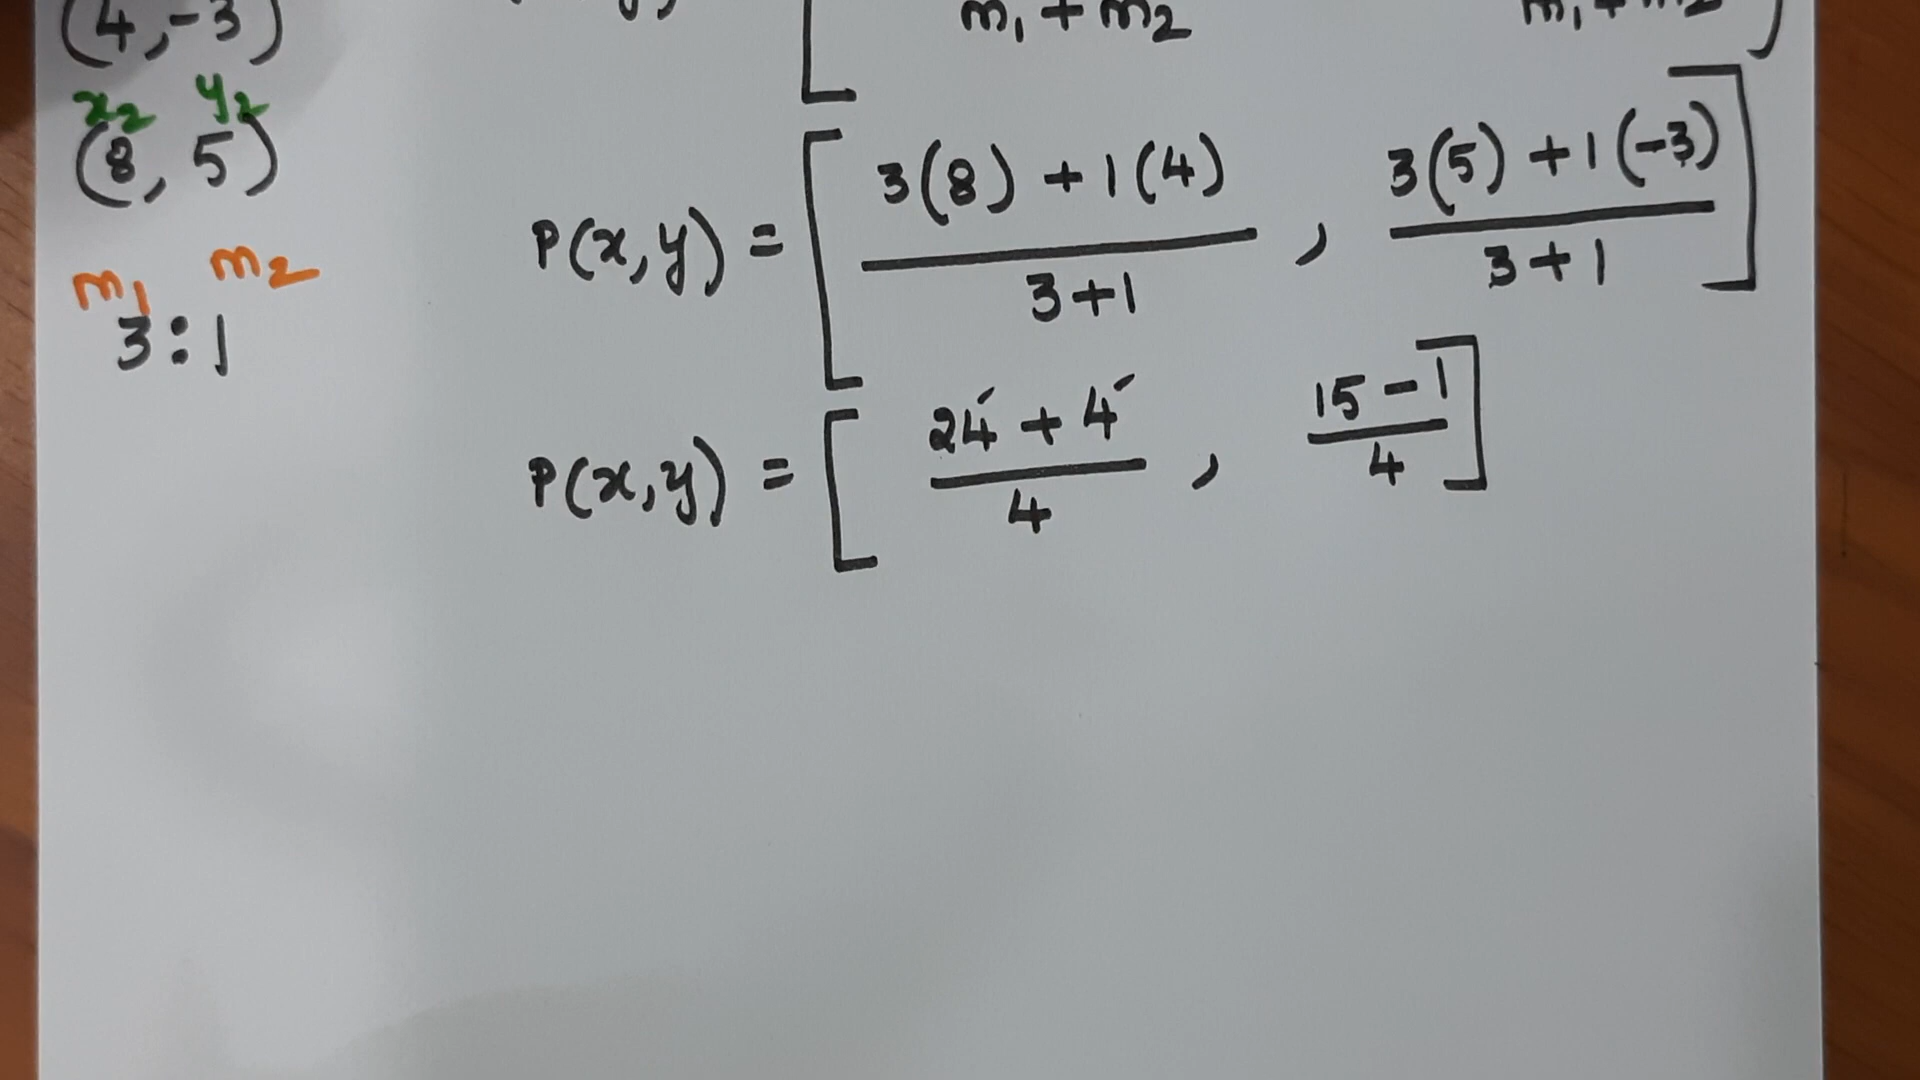 (4,-3)
m₁ + m₂
x₂ y₂
(8, 5)
P(x,y) = [ 3(8) + 1(4) / 3+1 , 3(5) + 1(-3) / 3+1 ]
m₁ m₂
3:1
P(x,y) = [ 24 + 4 / 4 , 15 - 1 / 4 ]